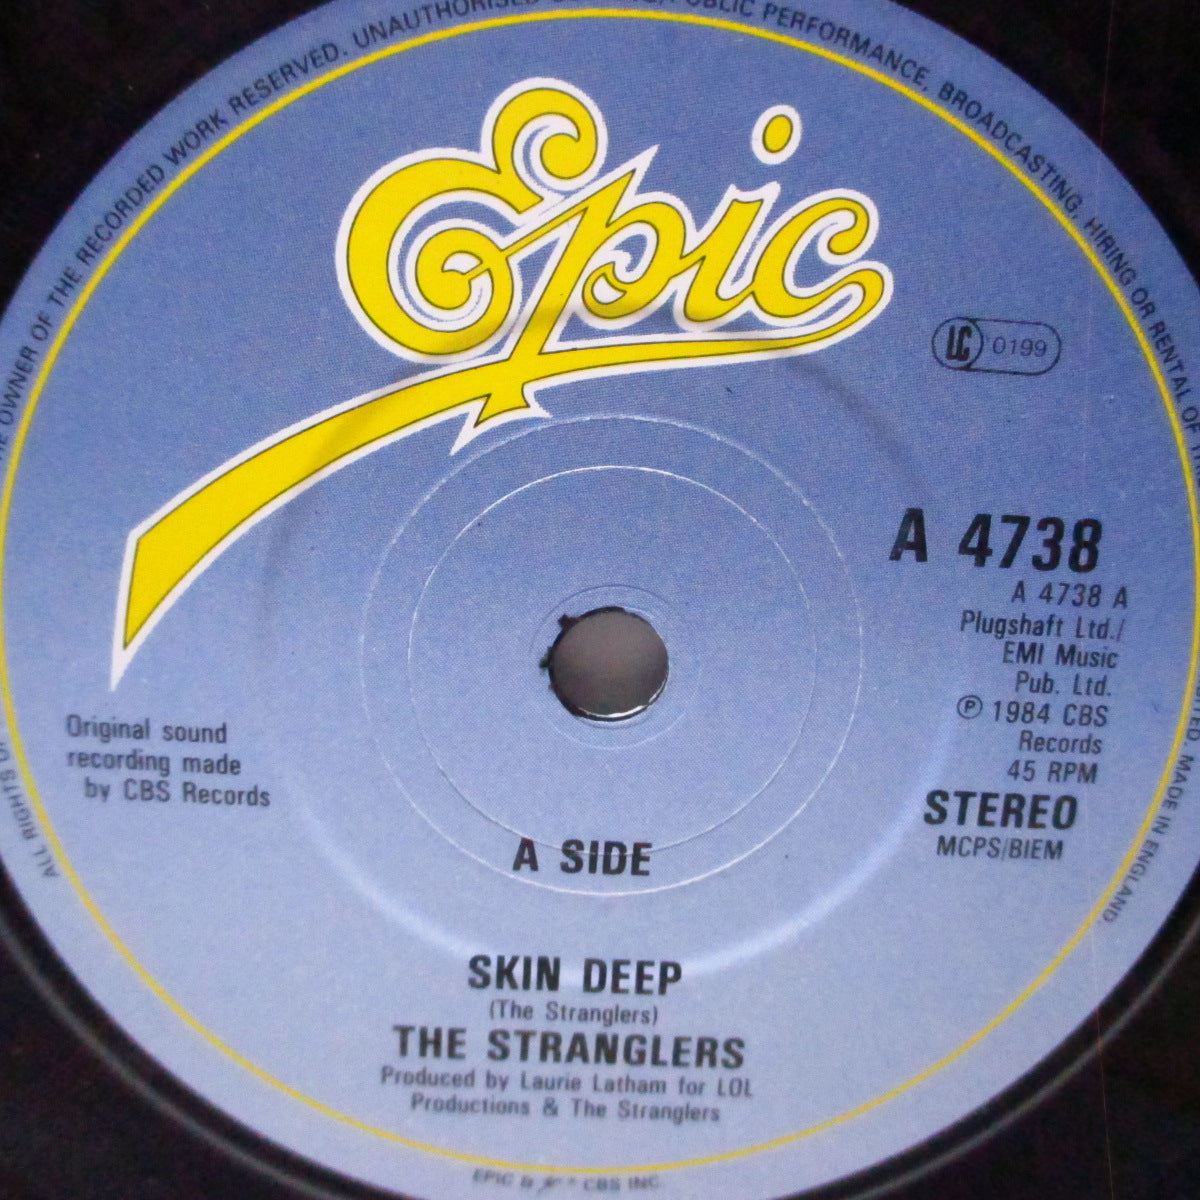 OWNER OF THE RECORDED WORK RESERVED. UNAUTHORISED
PUBLIC PERFORMANCE, BROADCASTING, HIRING OR RENTAL OF
Epic
LC 0199
A 4738
A 4738 A
Plugshaft Ltd./
EMI Music
Pub. Ltd.
℗ 1984 CBS
Records
45 RPM
STEREO
MCPS/BIEM
Original sound
recording made
by CBS Records
A SIDE
SKIN DEEP
(The Stranglers)
THE STRANGLERS
Produced by Laurie Latham for LOL
Productions & The Stranglers
ALL RIGHTS
MADE IN ENGLAND.
EPIC & ® CBS INC.